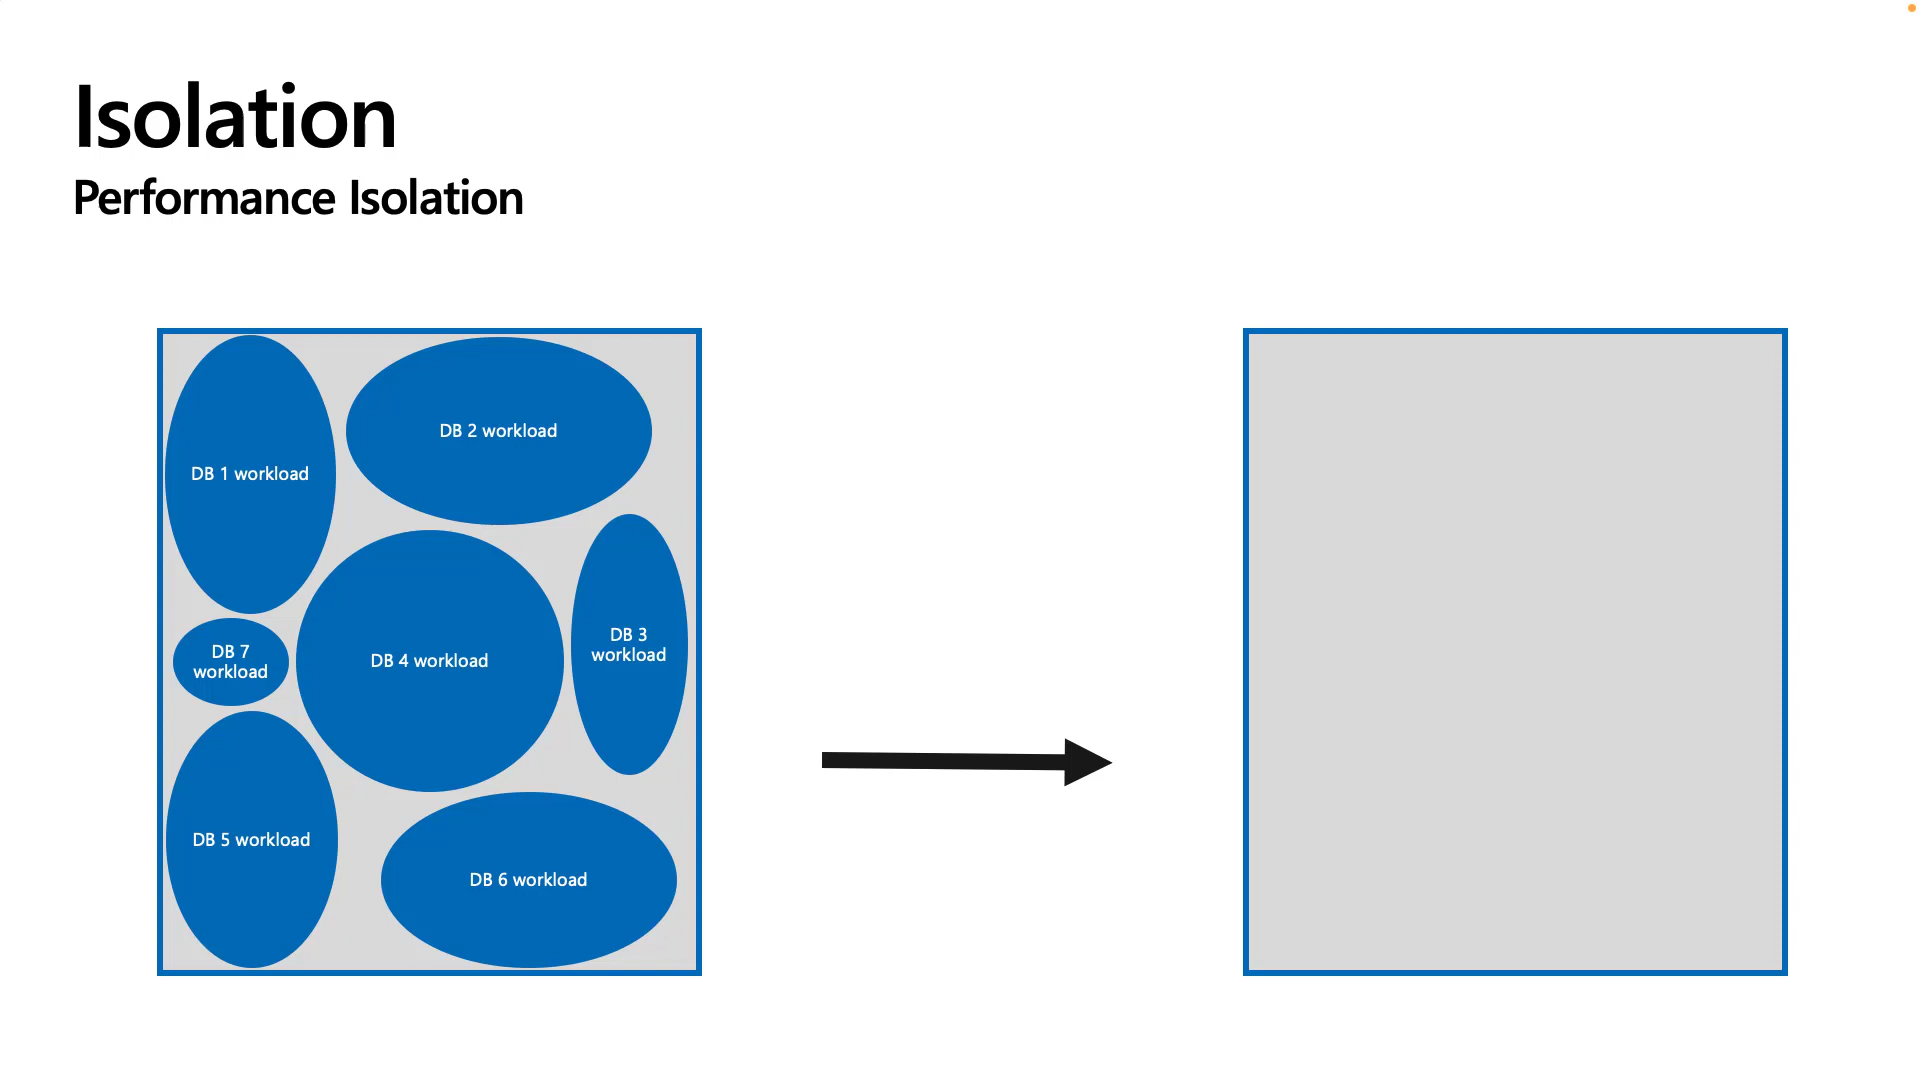 Isolation
Performance Isolation
DB 1 workload
DB 2 workload
DB 3
workload
DB 4 workload
DB 7
workload
DB 5 workload
DB 6 workload